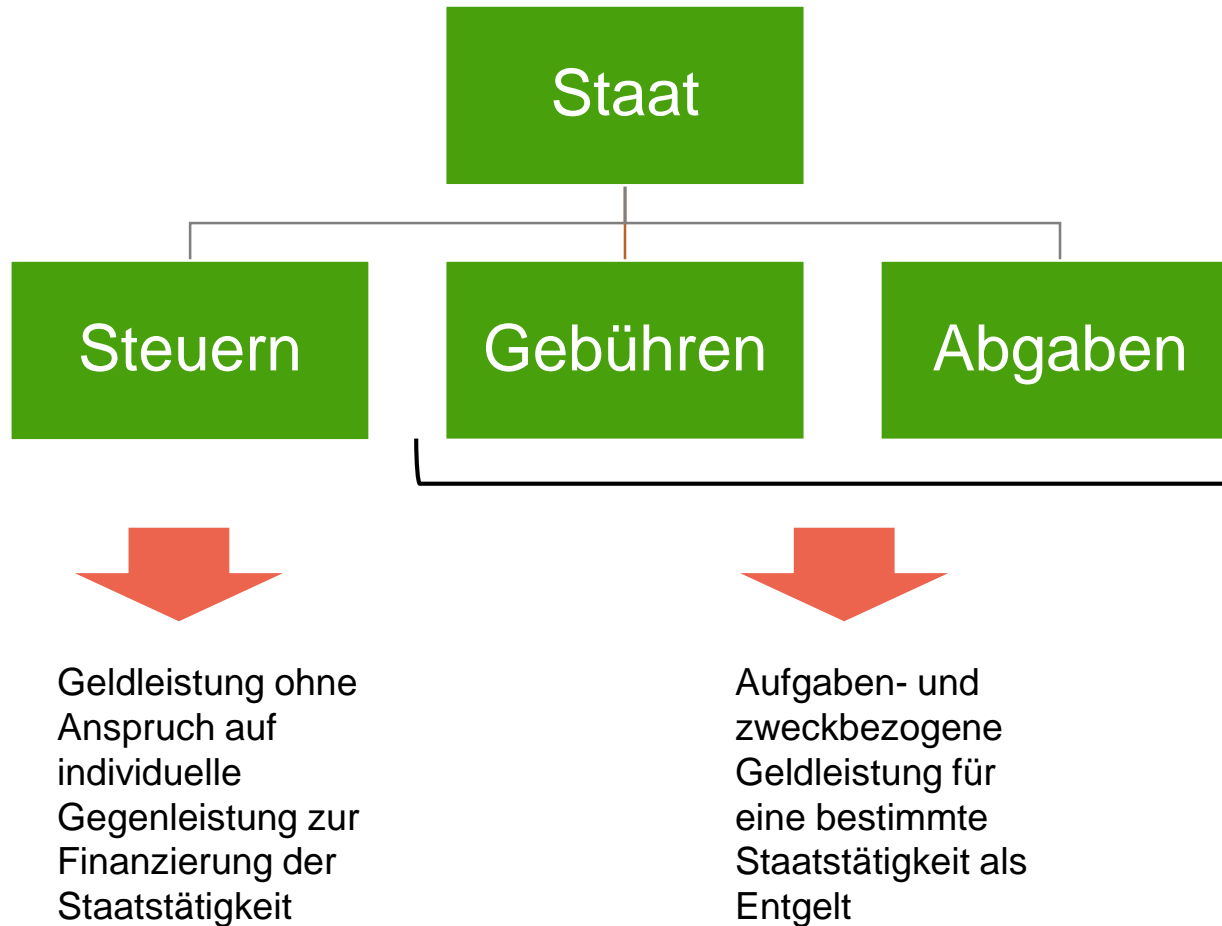 Staat
Steuern
Gebühren
Abgaben
Geldleistung ohne
Anspruch auf
individuelle
Gegenleistung zur
Finanzierung der
Staatstätigkeit
Aufgaben- und
zweckbezogene
Geldleistung für
eine bestimmte
Staatstätigkeit als
Entgelt